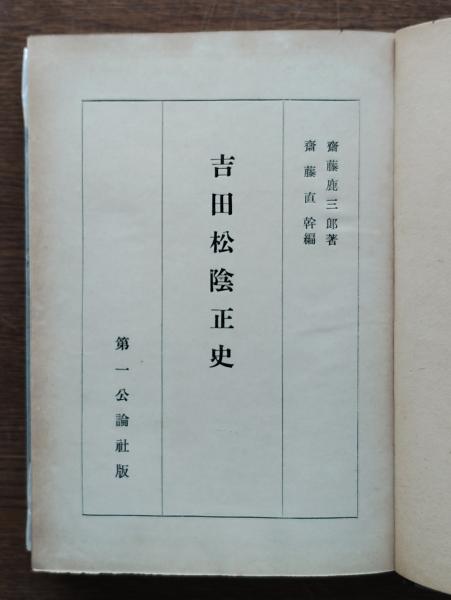 齋藤鹿三郎著
齋藤直幹編
吉田松陰正史
第一公論社版